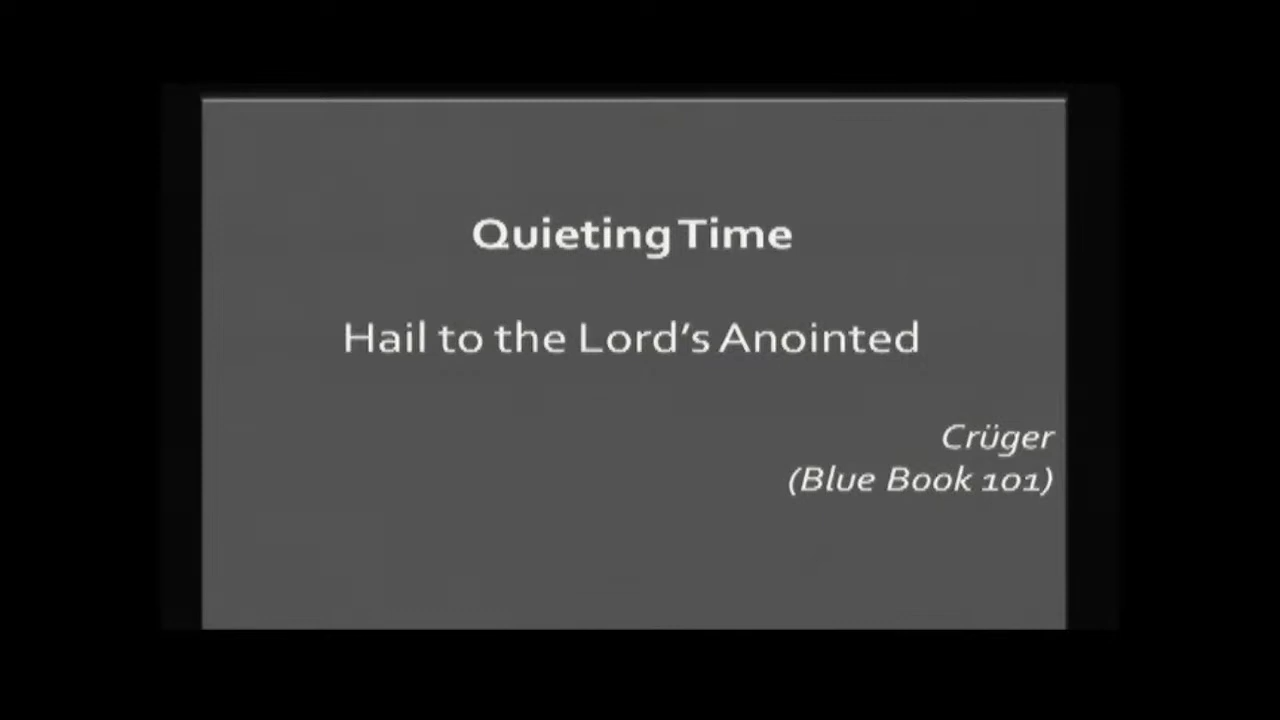 Quieting Time
Hail to the Lord's Anointed
Crüger
(Blue Book 101)